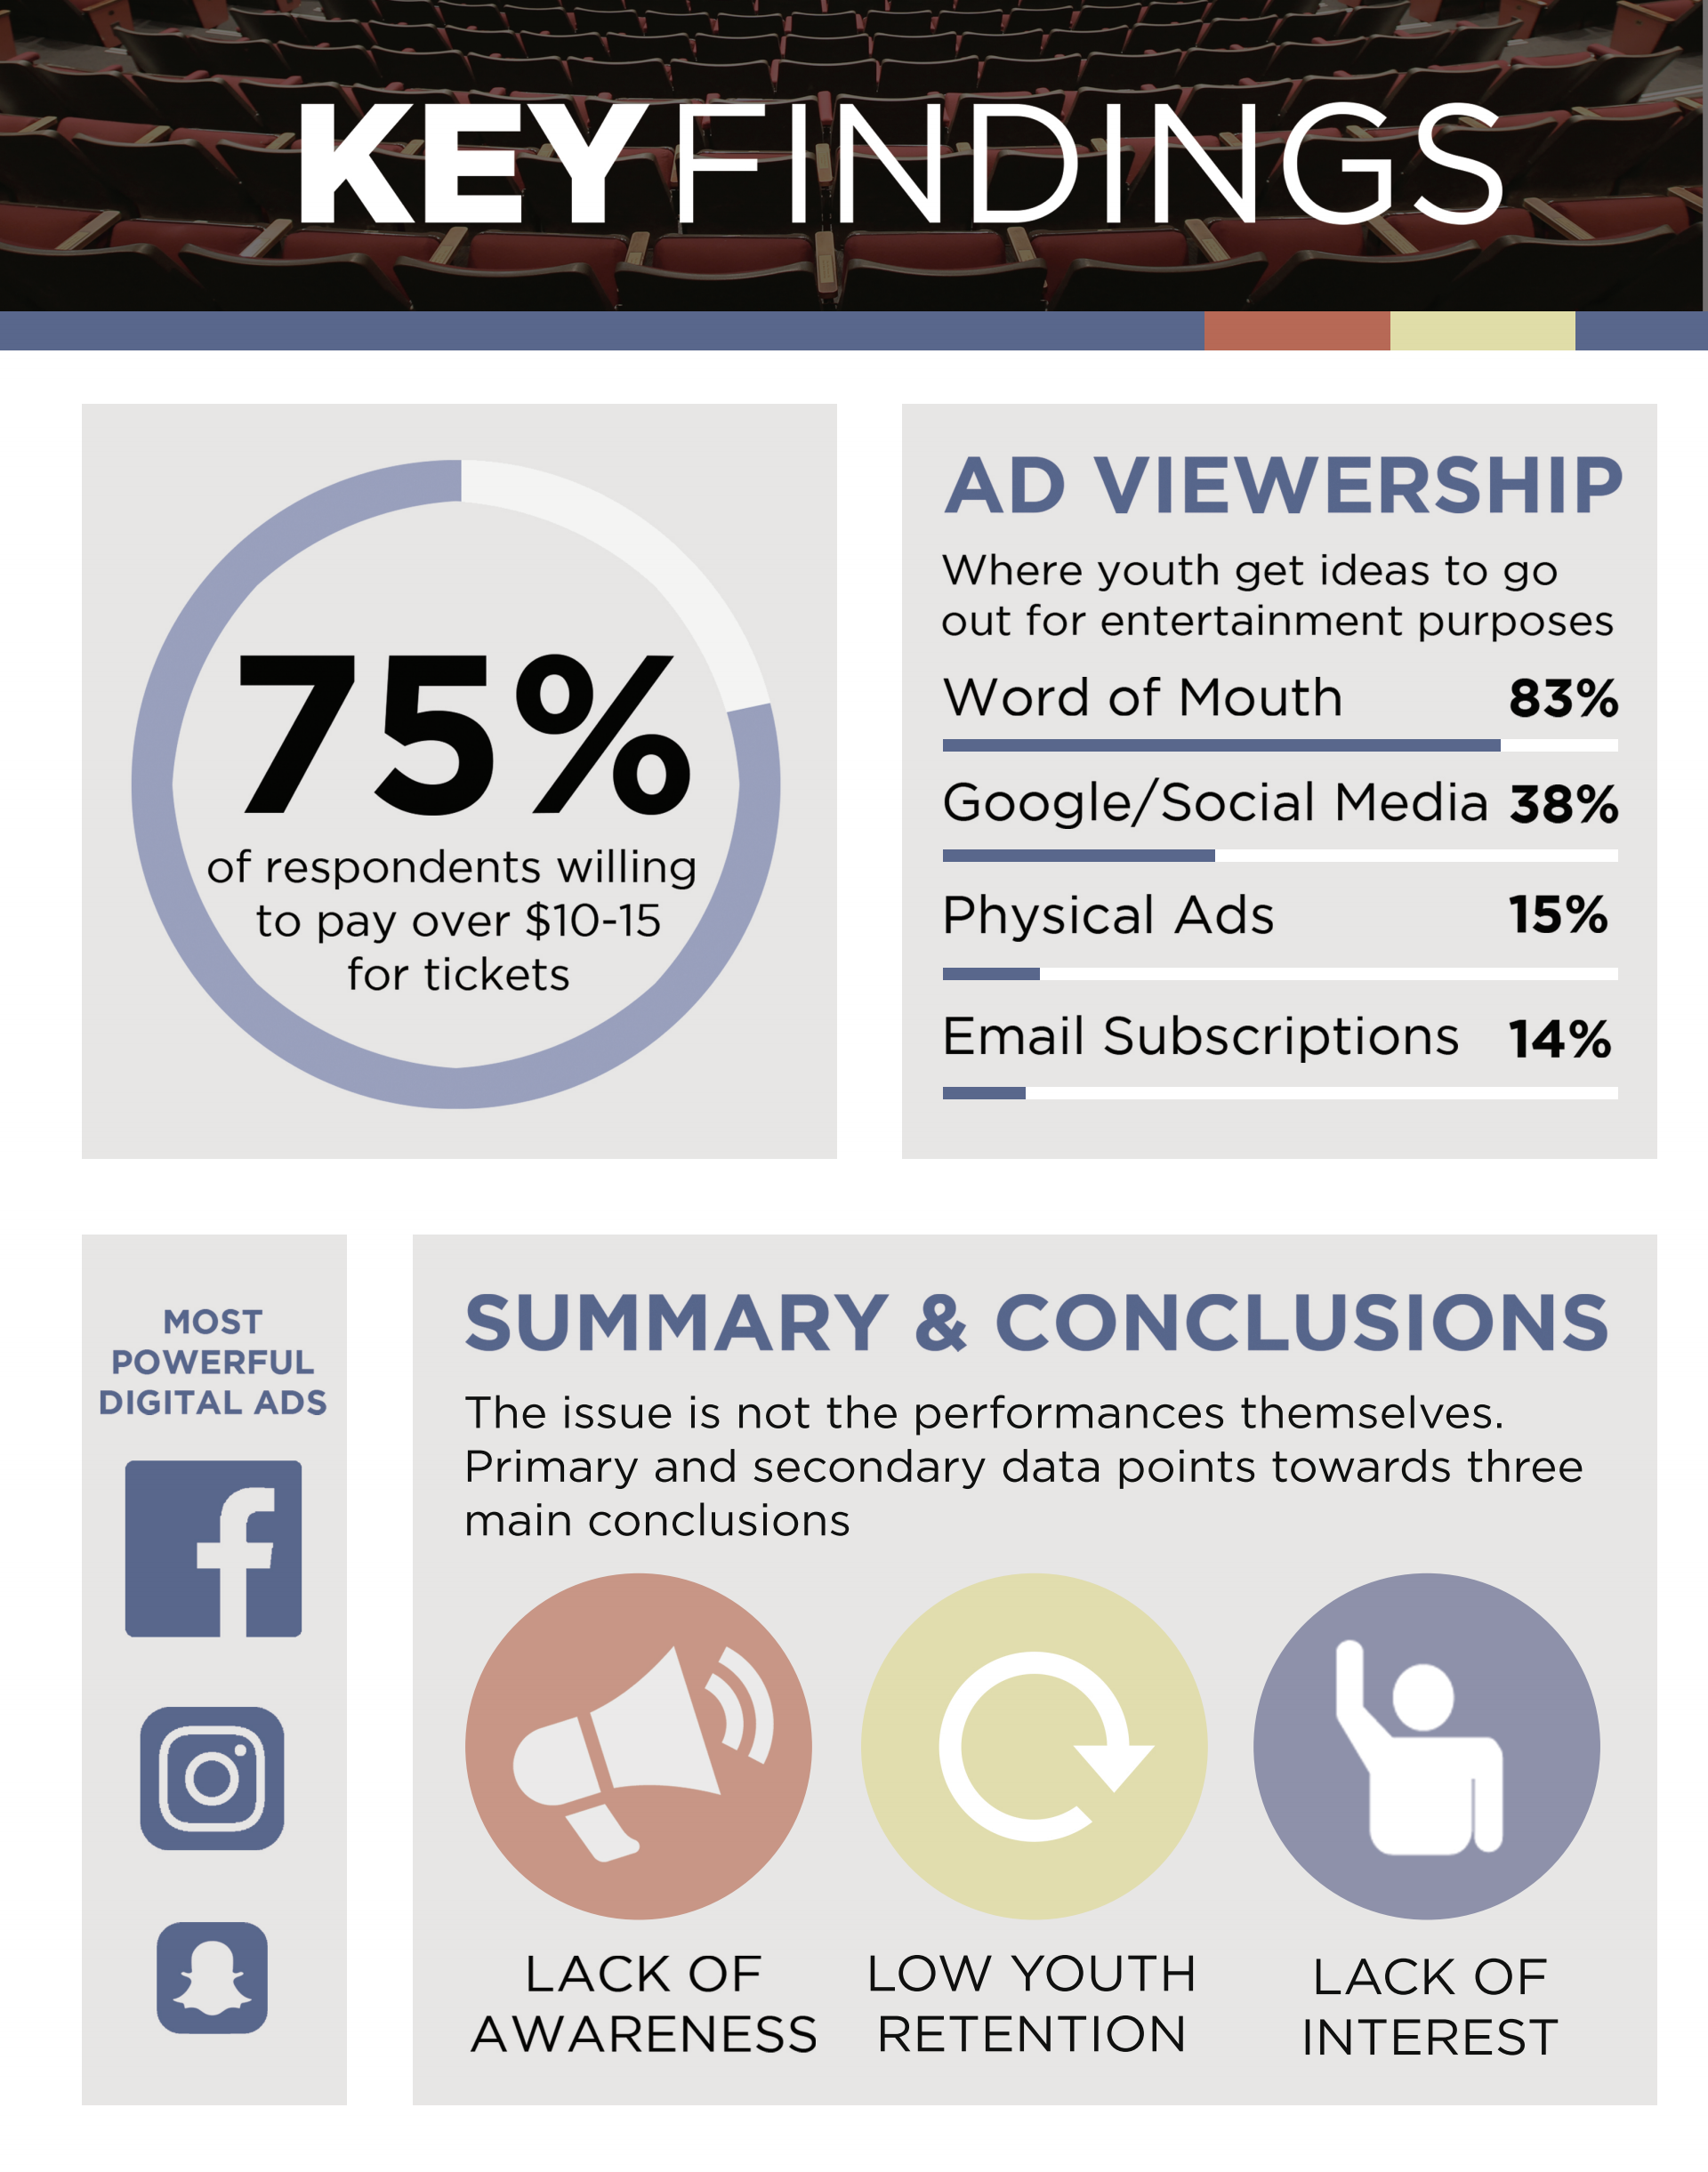 KEYFINDINGS
75%
of respondents willing
to pay over $10-15
for tickets
AD VIEWERSHIP
Where youth get ideas to go
out for entertainment purposes
Word of Mouth 83%
Google/Social Media 38%
Physical Ads 15%
Email Subscriptions 14%
MOST
POWERFUL
DIGITAL ADS
SUMMARY & CONCLUSIONS
The issue is not the performances themselves.
Primary and secondary data points towards three
main conclusions
LACK OF
AWARENESS
LOW YOUTH
RETENTION
LACK OF
INTEREST